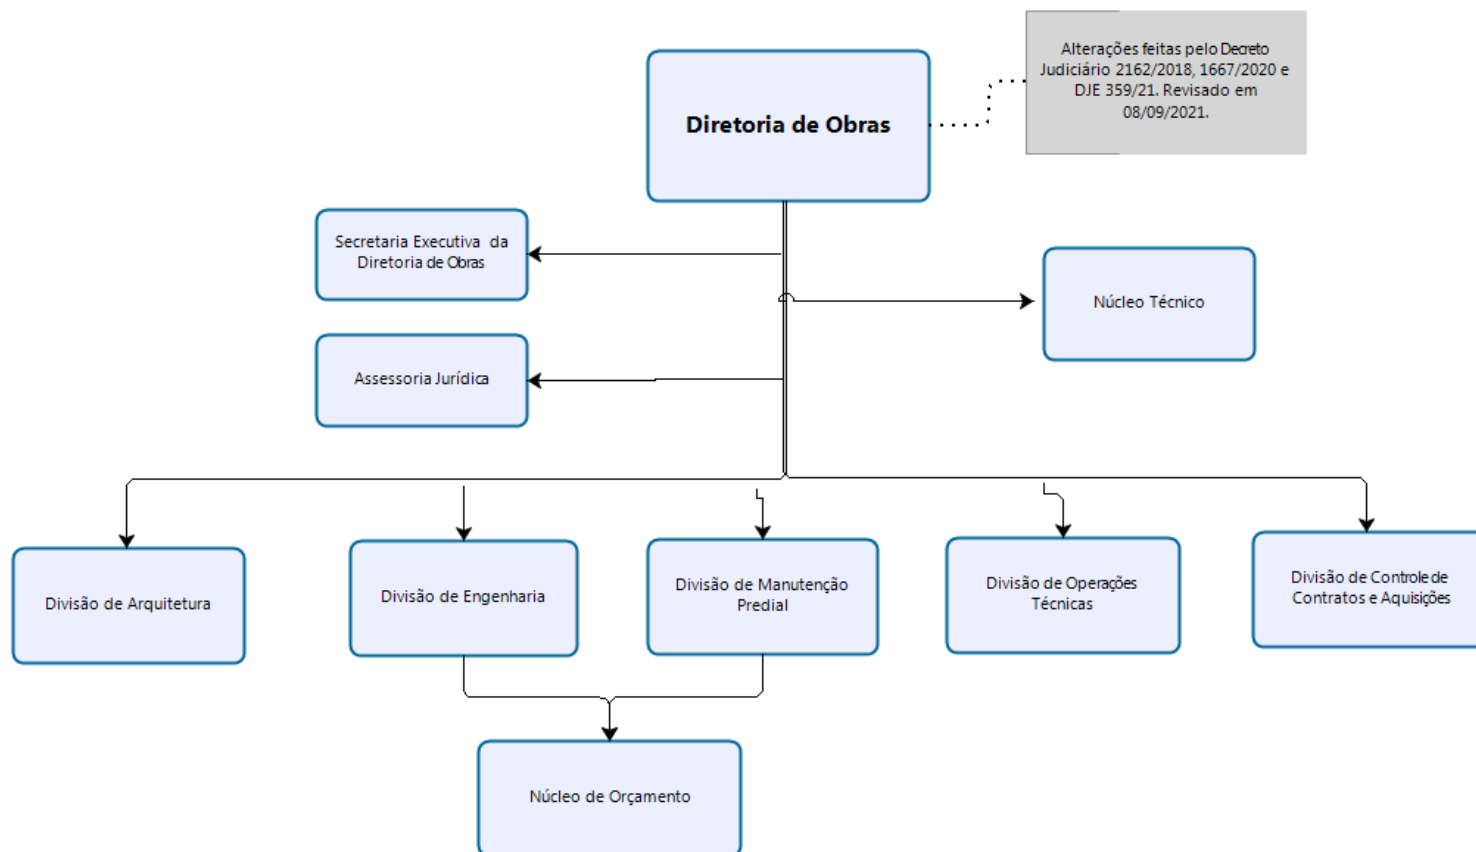 Alterações feitas pelo Decreto
Judiciário 2162/2018, 1667/2020 e
DJE 359/21. Revisado em
08/09/2021.
Diretoria de Obras
Secretaria Executiva da
Diretoria de Obras
Núcleo Técnico
Assessoria Jurídica
Divisão de Arquitetura
Divisão de Engenharia
Divisão de Manutenção
Predial
Divisão de Operações
Técnicas
Divisão de Controle de
Contratos e Aquisições
Núcleo de Orçamento